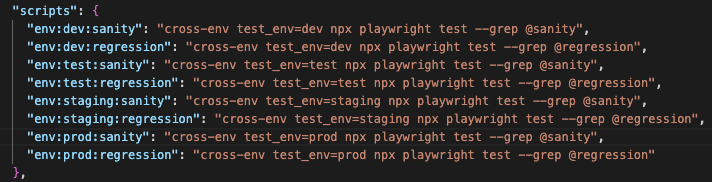 "scripts": {
"env:dev:sanity": "cross-env test_env=dev npx playwright test --grep @sanity",
"env:dev:regression": "cross-env test_env=dev npx playwright test --grep @regression",
"env:test:sanity": "cross-env test_env=test npx playwright test --grep @sanity",
"env:test:regression": "cross-env test_env=test npx playwright test --grep @regression",
"env:staging:sanity": "cross-env test_env=staging npx playwright test --grep @sanity",
"env:staging:regression": "cross-env test_env=staging npx playwright test --grep @regression",
"env:prod:sanity": "cross-env test_env=prod npx playwright test --grep @sanity",
"env:prod:regression": "cross-env test_env=prod npx playwright test --grep @regression"
},